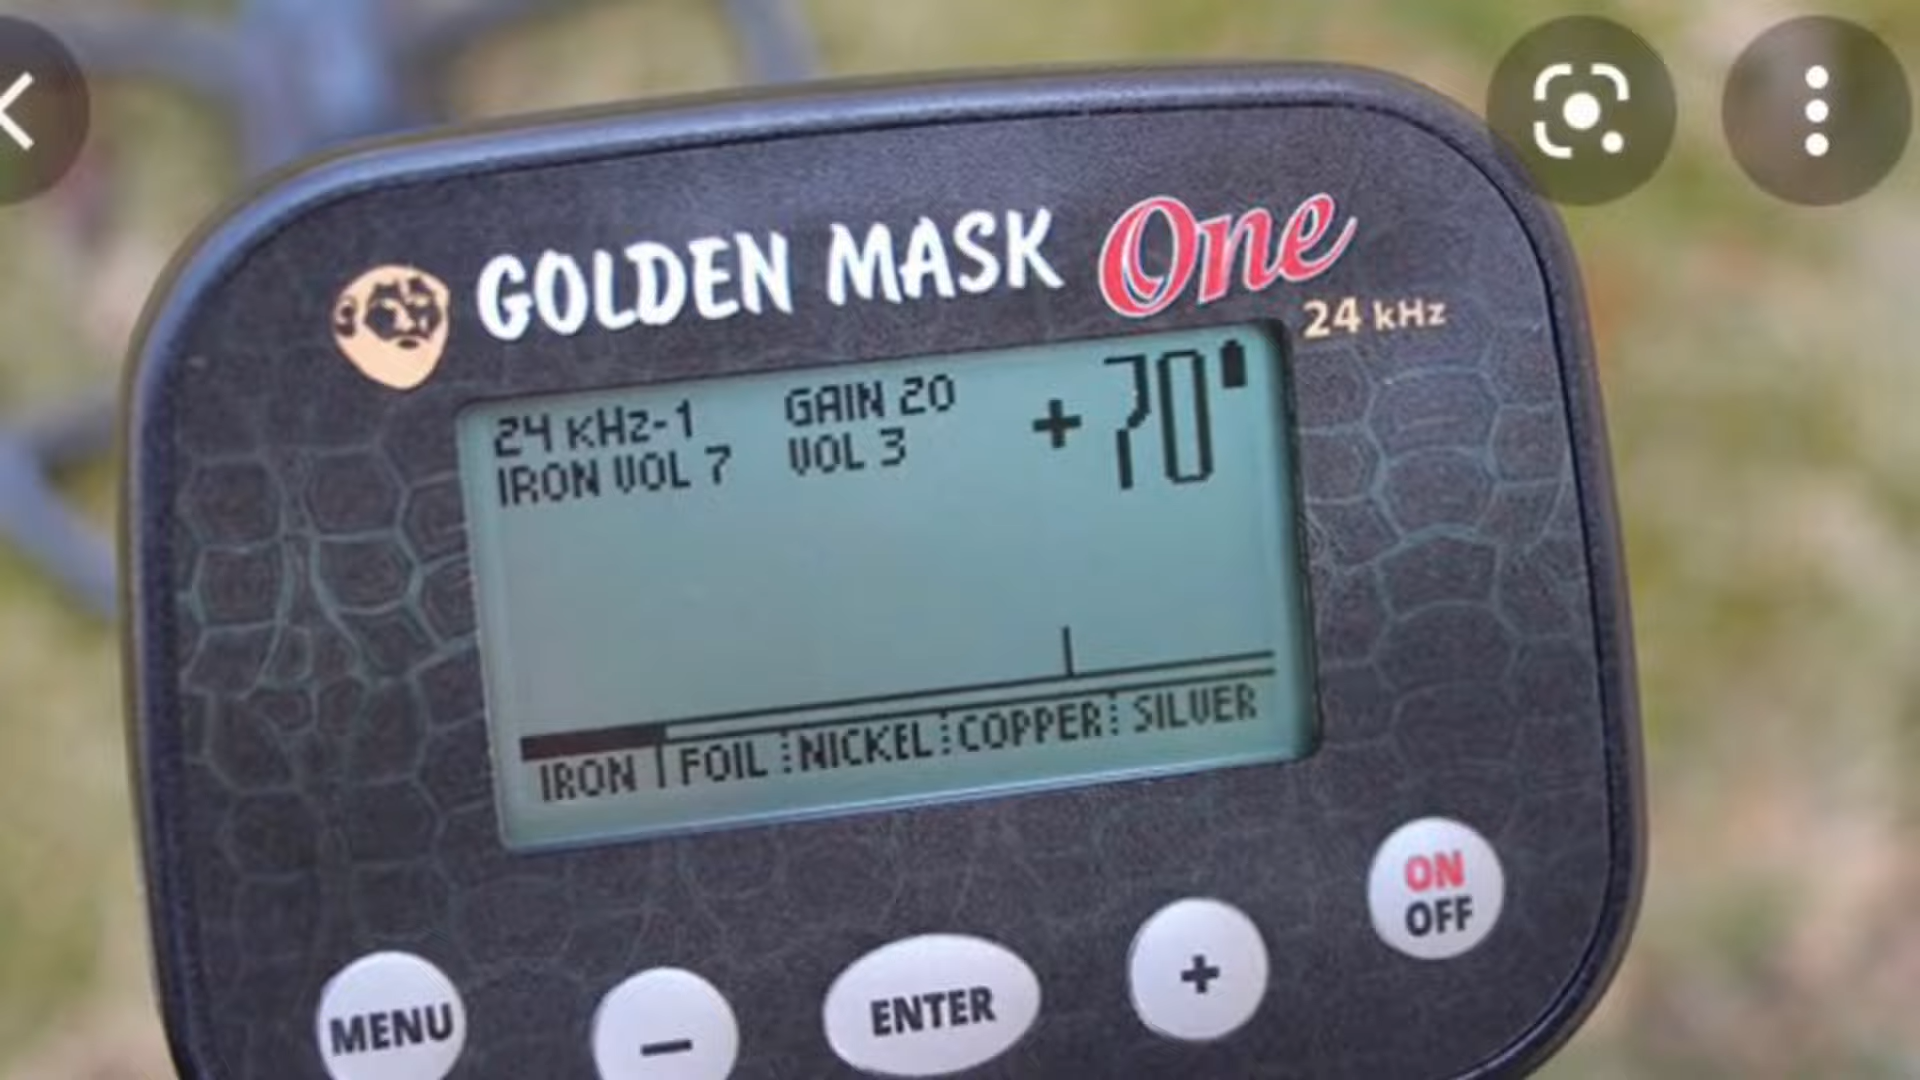 GOLDEN MASK One
24 kHz
24 KHz-1 GAIN 20 +70
IRON VOL 7 VOL 3
IRON FOIL NICKEL COPPER SILVER
ON
OFF
MENU - ENTER +